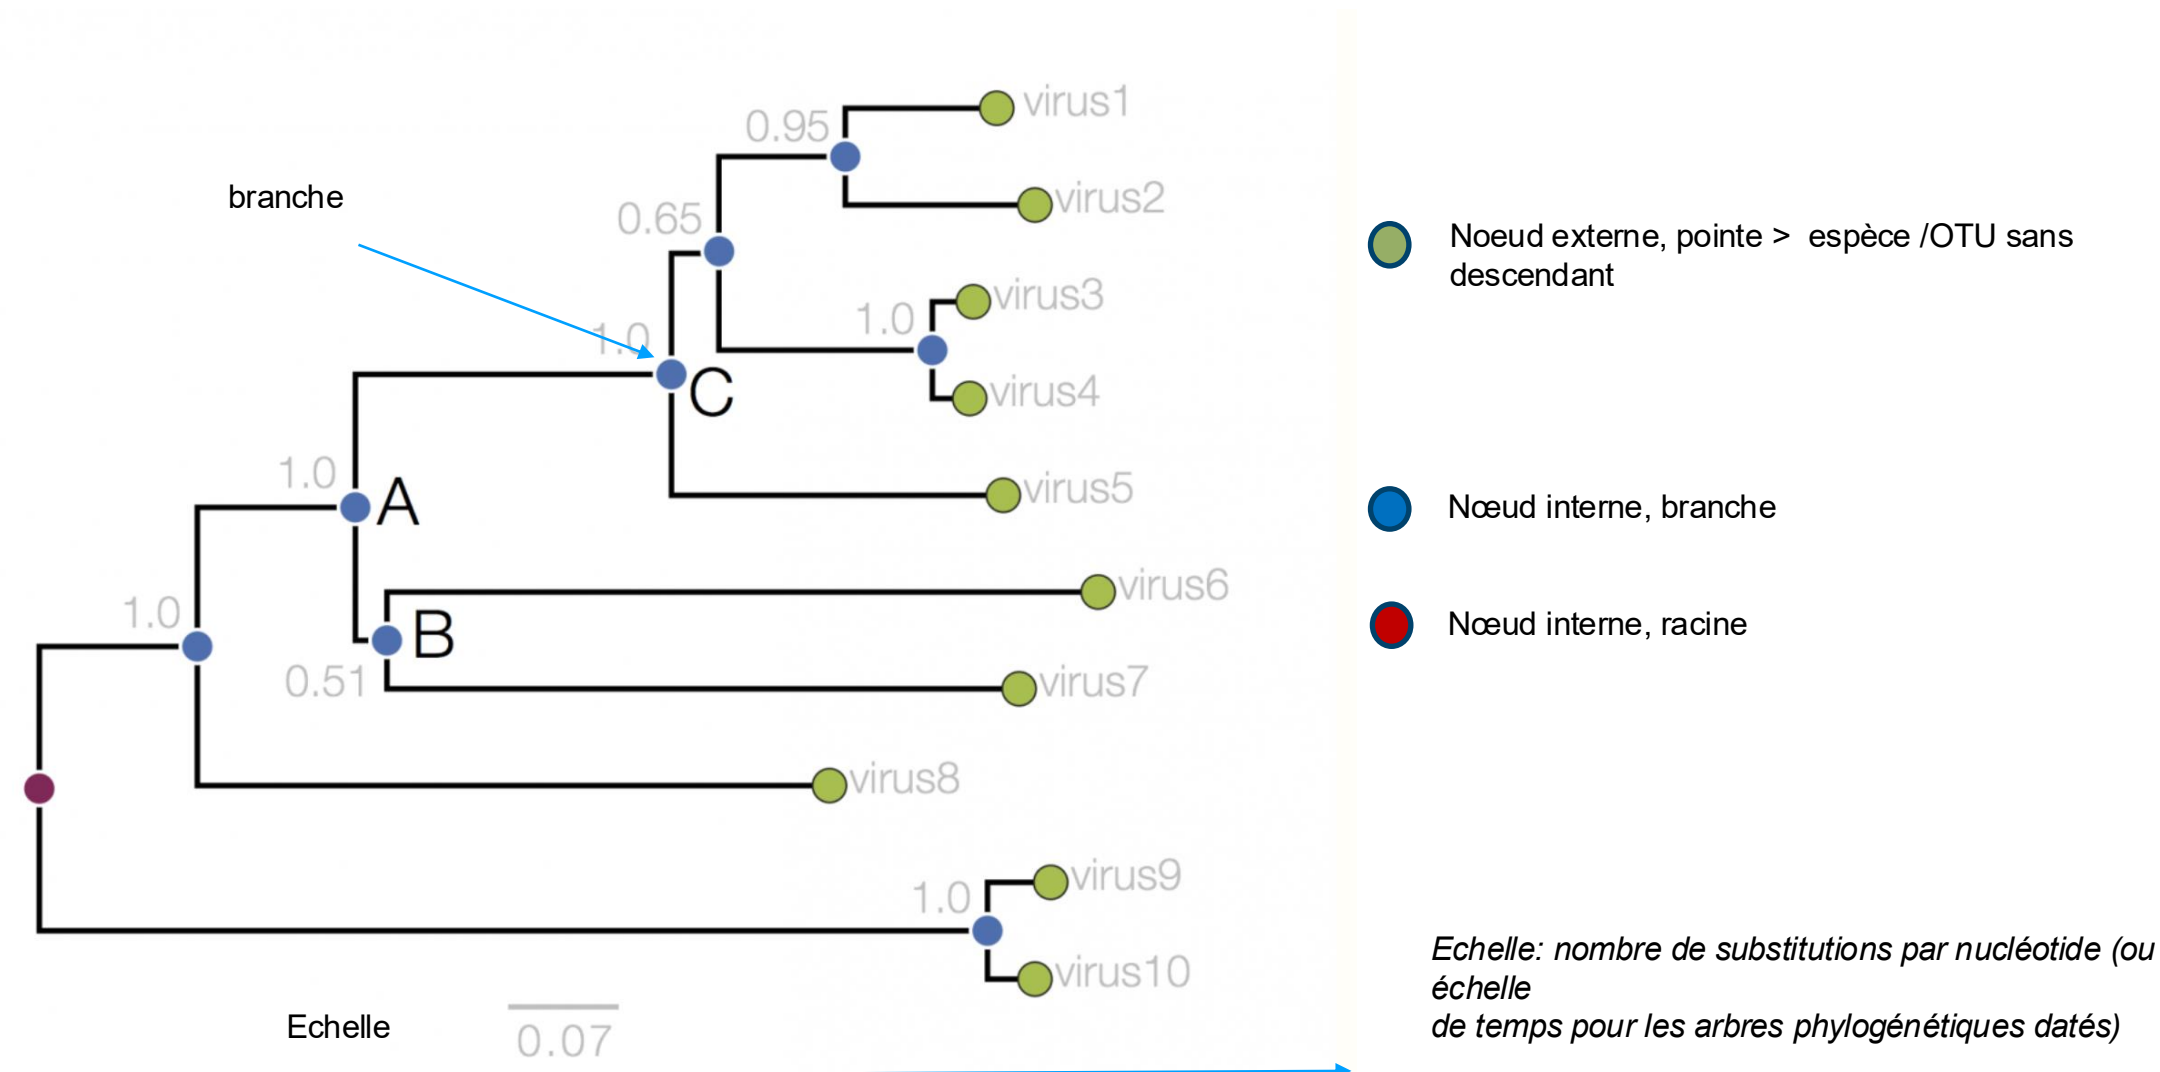 virus1
0.95
branche
virus2
0.65
Noeud externe, pointe > espèce /OTU sans
descendant
virus3
1.0
1.0
virus4
C
1.0
A
virus5
Nœud interne, branche
virus6
1.0
B
Nœud interne, racine
0.51
virus7
virus8
virus9
1.0
virus10
Echelle: nombre de substitutions par nucléotide (ou
échelle
de temps pour les arbres phylogénétiques datés)
Echelle
0.07